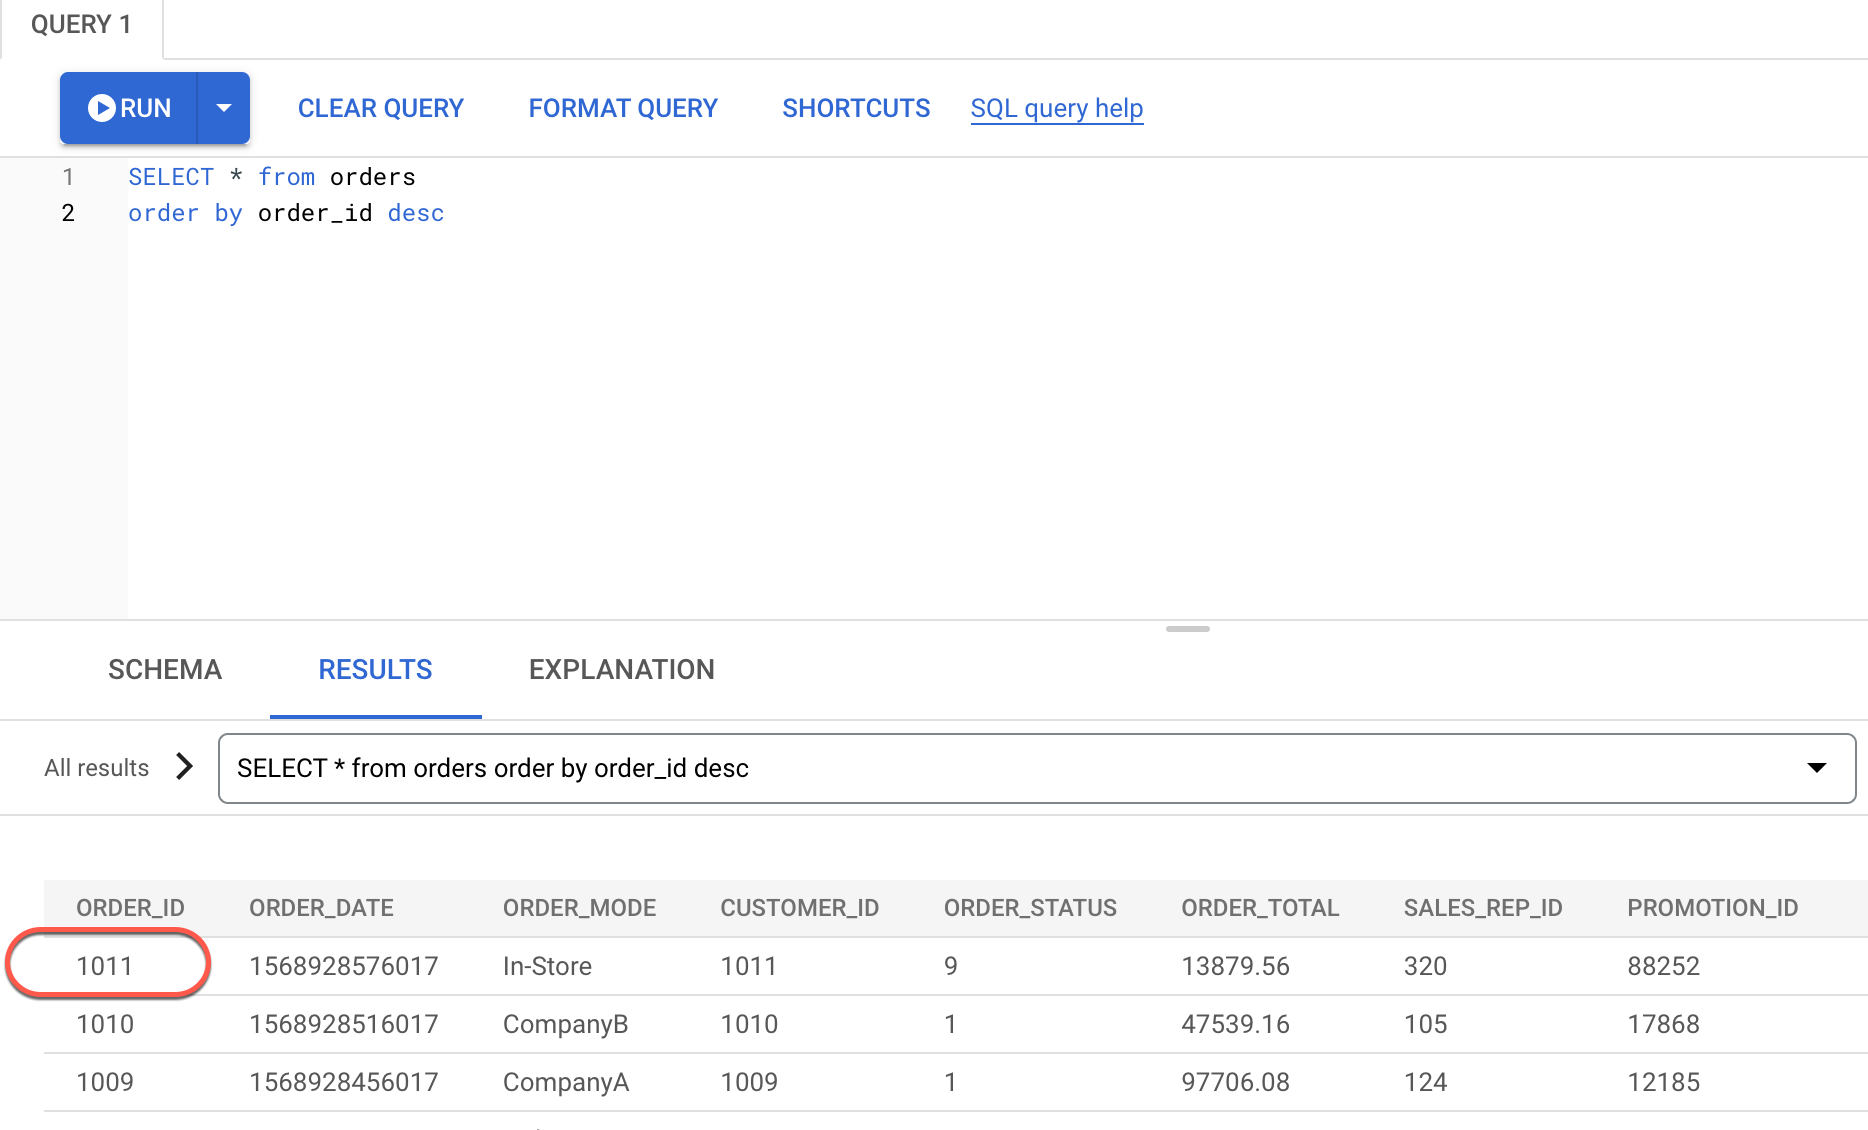 QUERY 1
RUN CLEAR QUERY FORMAT QUERY SHORTCUTS SQL query help
1 SELECT * from orders
2 order by order_id desc
SCHEMA RESULTS EXPLANATION
All results SELECT * from orders order by order_id desc
ORDER_ID ORDER_DATE ORDER_MODE CUSTOMER_ID ORDER_STATUS ORDER_TOTAL SALES_REP_ID PROMOTION_ID
1011 1568928576017 In-Store 1011 9 13879.56 320 88252
1010 1568928516017 CompanyB 1010 1 47539.16 105 17868
1009 1568928456017 CompanyA 1009 1 97706.08 124 12185